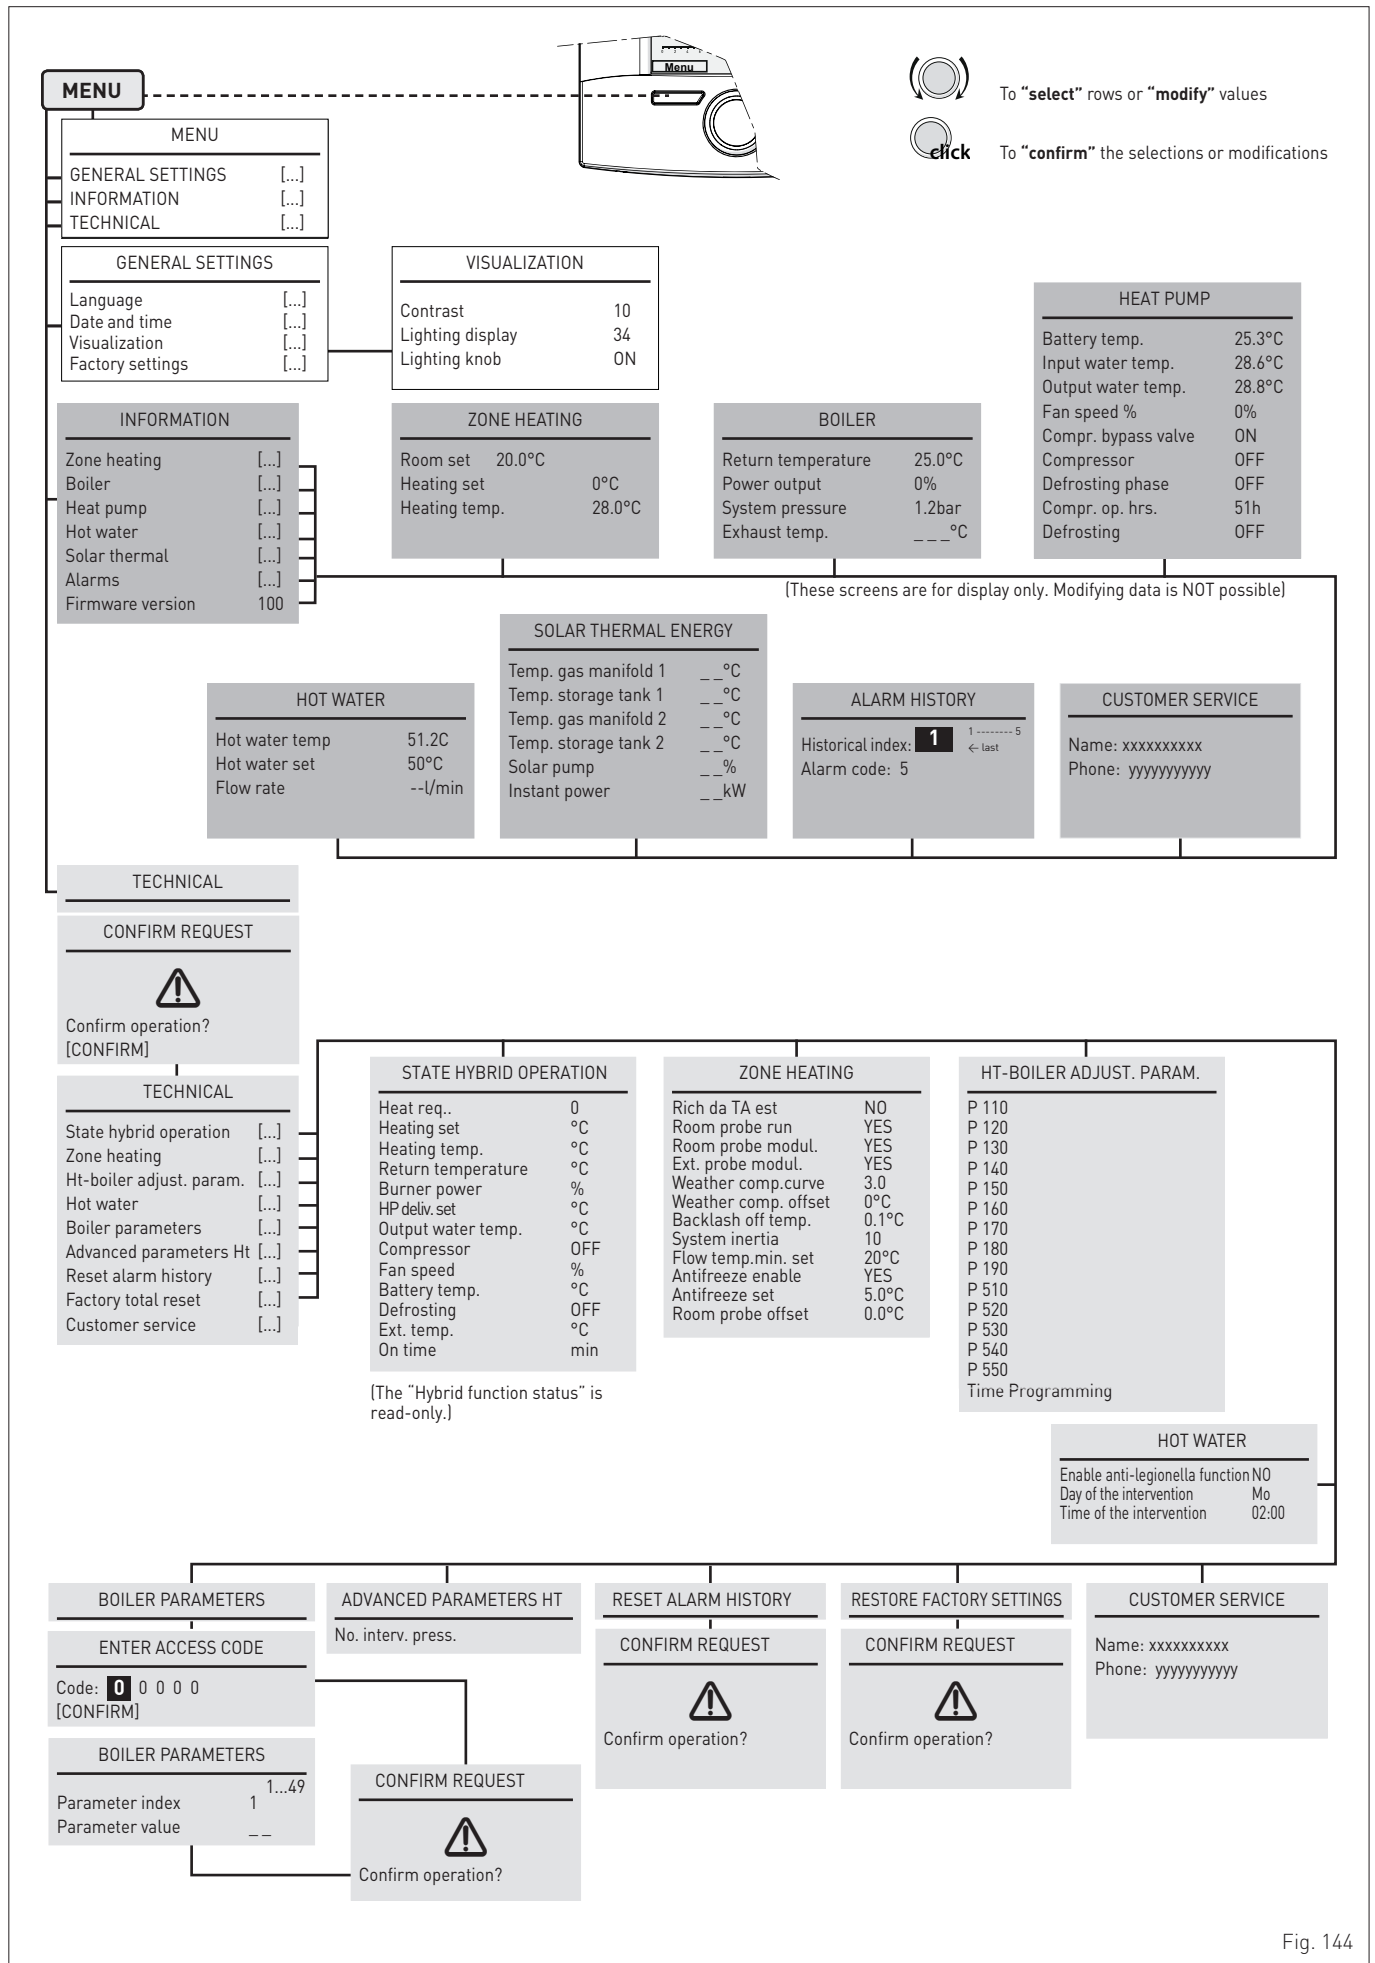 Menu
MENU
To “select” rows or “modify” values
click
To “confirm” the selections or modifications
MENU
GENERAL SETTINGS [...]
INFORMATION [...]
TECHNICAL [...]
GENERAL SETTINGS
Language [...]
Date and time [...]
Visualization [...]
Factory settings [...]
VISUALIZATION
Contrast 10
Lighting display 34
Lighting knob ON
HEAT PUMP
Battery temp. 25.3°C
Input water temp. 28.6°C
Output water temp. 28.8°C
Fan speed % 0%
Compr. bypass valve ON
Compressor OFF
Defrosting phase OFF
Compr. op. hrs. 51h
Defrosting OFF
INFORMATION
Zone heating [...]
Boiler [...]
Heat pump [...]
Hot water [...]
Solar thermal [...]
Alarms [...]
Firmware version 100
ZONE HEATING
Room set 20.0°C
Heating set 0°C
Heating temp. 28.0°C
BOILER
Return temperature 25.0°C
Power output 0%
System pressure 1.2bar
Exhaust temp. _ _ _°C
(These screens are for display only. Modifying data is NOT possible)
HOT WATER
Hot water temp 51.2C
Hot water set 50°C
Flow rate --l/min
SOLAR THERMAL ENERGY
Temp. gas manifold 1 _ _°C
Temp. storage tank 1 _ _°C
Temp. gas manifold 2 _ _°C
Temp. storage tank 2 _ _°C
Solar pump _ _%
Instant power _ _kW
ALARM HISTORY
Historical index: 1 1 -------- 5
← last
Alarm code: 5
CUSTOMER SERVICE
Name: xxxxxxxxxx
Phone: yyyyyyyyyyy
TECHNICAL
CONFIRM REQUEST
Confirm operation?
[CONFIRM]
TECHNICAL
State hybrid operation [...]
Zone heating [...]
Ht-boiler adjust. param. [...]
Hot water [...]
Boiler parameters [...]
Advanced parameters Ht [...]
Reset alarm history [...]
Factory total reset [...]
Customer service [...]
STATE HYBRID OPERATION
Heat req.. 0
Heating set °C
Heating temp. °C
Return temperature °C
Burner power %
HP deliv. set °C
Output water temp. °C
Compressor OFF
Fan speed %
Battery temp. °C
Defrosting OFF
Ext. temp. °C
On time min
(The “Hybrid function status” is
read-only.)
ZONE HEATING
Rich da TA est NO
Room probe run YES
Room probe modul. YES
Ext. probe modul. YES
Weather comp.curve 3.0
Weather comp. offset 0°C
Backlash off temp. 0.1°C
System inertia 10
Flow temp.min. set 20°C
Antifreeze enable YES
Antifreeze set 5.0°C
Room probe offset 0.0°C
HT-BOILER ADJUST. PARAM.
P 110
P 120
P 130
P 140
P 150
P 160
P 170
P 180
P 190
P 510
P 520
P 530
P 540
P 550
Time Programming
HOT WATER
Enable anti-legionella function NO
Day of the intervention Mo
Time of the intervention 02:00
BOILER PARAMETERS
ENTER ACCESS CODE
Code: 0 0 0 0 0
[CONFIRM]
BOILER PARAMETERS
1...49
Parameter index 1
Parameter value _ _
ADVANCED PARAMETERS HT
No. interv. press.
CONFIRM REQUEST
Confirm operation?
RESET ALARM HISTORY
CONFIRM REQUEST
Confirm operation?
RESTORE FACTORY SETTINGS
CONFIRM REQUEST
Confirm operation?
CUSTOMER SERVICE
Name: xxxxxxxxxx
Phone: yyyyyyyyyyy
Fig. 144